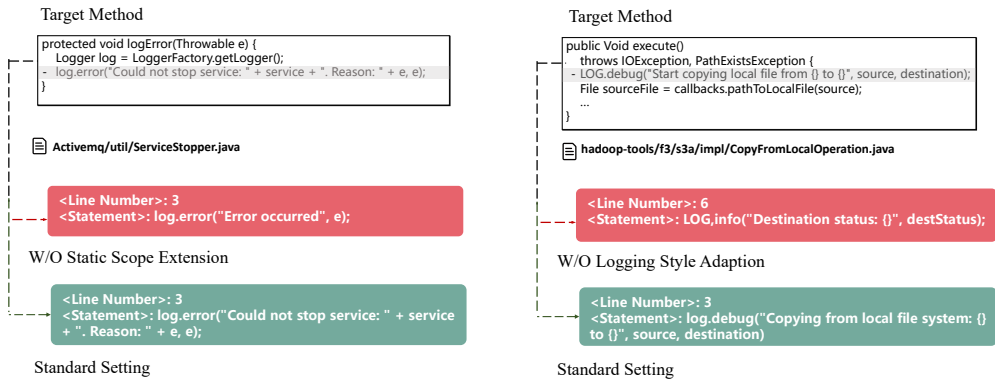 Target Method
protected void logError(Throwable e) {
Logger log = LoggerFactory.getLogger();
- log.error("Could not stop service: " + service + ". Reason: " + e, e);
}
Activemq/util/ServiceStopper.java
<Line Number>: 3
<Statement>: log.error("Error occurred", e);
W/O Static Scope Extension
<Line Number>: 3
<Statement>: log.error("Could not stop service: " + service
+ ". Reason: " + e, e);
Standard Setting
Target Method
public Void execute()
throws IOException, PathExistsException {
- LOG.debug("Start copying local file from {} to {}", source, destination);
File sourceFile = callbacks.pathToLocalFile(source);
...
}
hadoop-tools/f3/s3a/impl/CopyFromLocalOperation.java
<Line Number>: 6
<Statement>: LOG,info("Destination status: {}", destStatus);
W/O Logging Style Adaption
<Line Number>: 3
<Statement>: log.debug("Copying from local file system: {}
to {}", source, destination)
Standard Setting